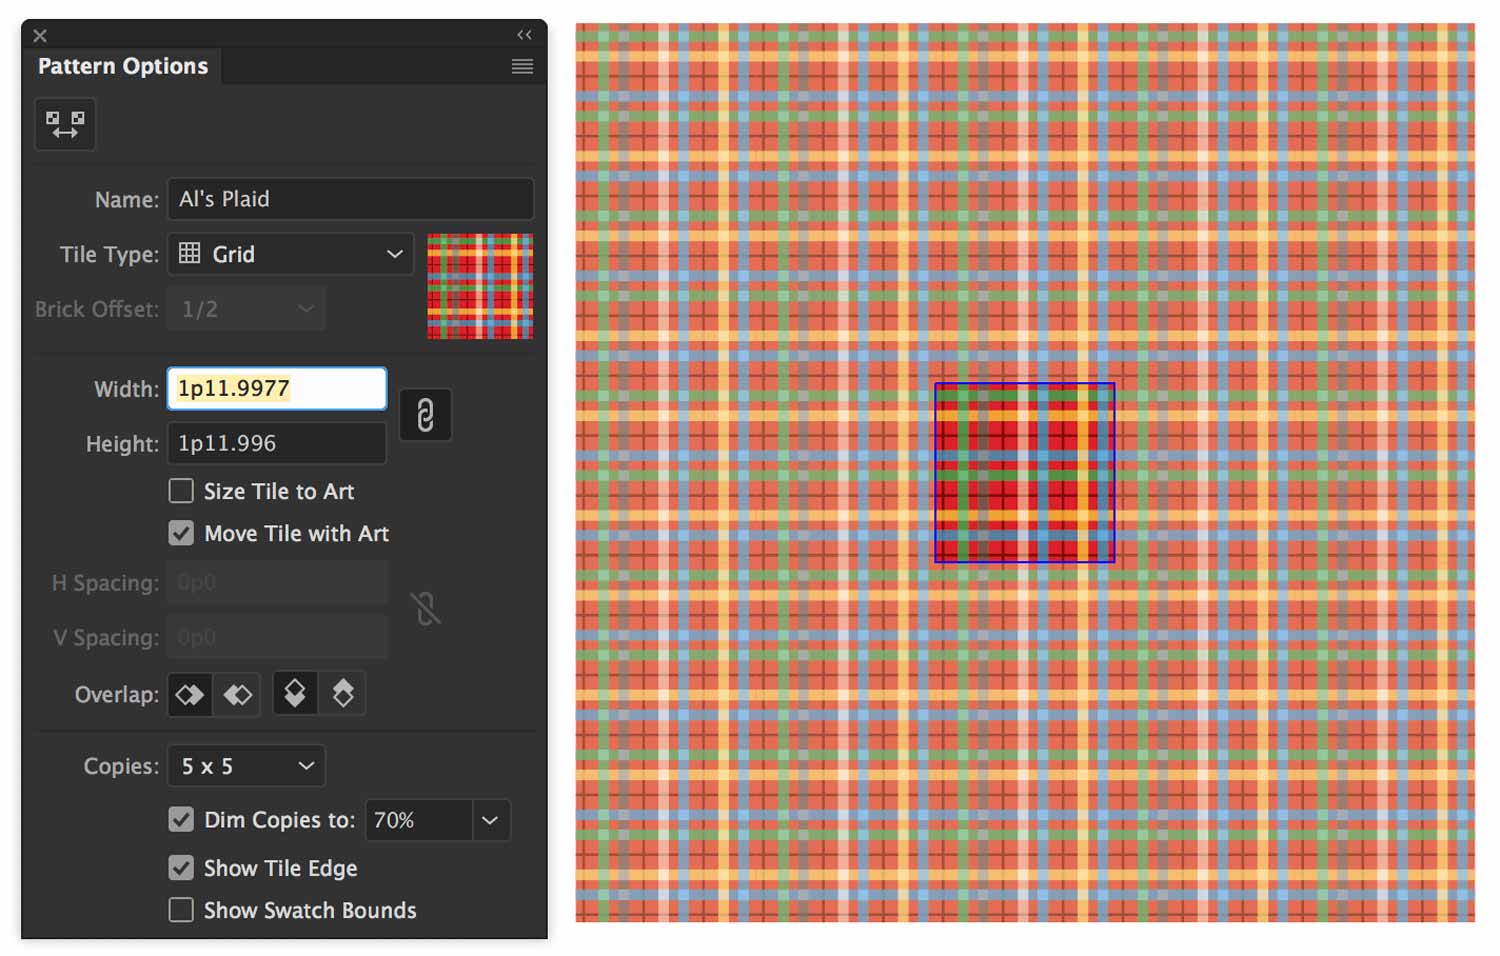 Pattern Options
Name: Al's Plaid
Tile Type: Grid
Brick Offset: 1/2
Width: 1p11.9977
Height: 1p11.996
Size Tile to Art
Move Tile with Art
H Spacing: 0p0
V Spacing: 0p0
Overlap:
Copies: 5 x 5
Dim Copies to: 70%
Show Tile Edge
Show Swatch Bounds